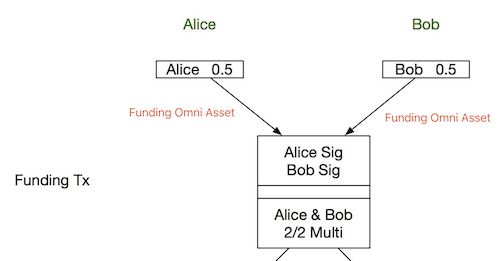 Alice Bob
Alice 0.5 Bob 0.5
Funding Omni Asset Funding Omni Asset
Alice Sig
Bob Sig
Funding Tx
Alice & Bob
2/2 Multi